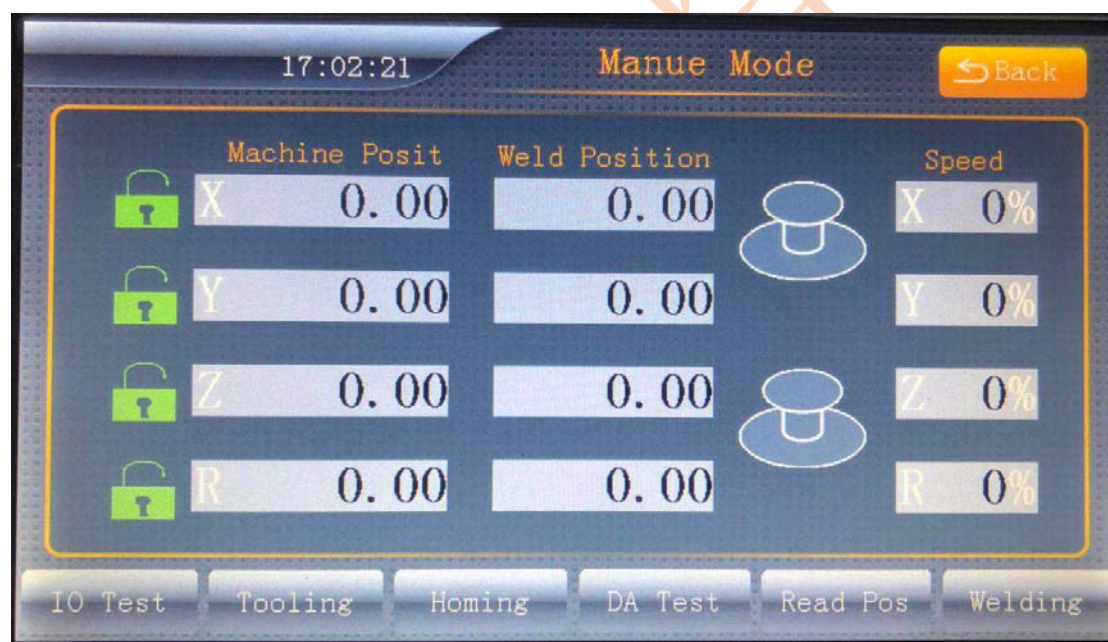 17:02:21 Manue Mode Back
Machine Posit Weld Position Speed
X 0.00 0.00 X 0%
Y 0.00 0.00 Y 0%
Z 0.00 0.00 Z 0%
R 0.00 0.00 R 0%
IO Test Tooling Homing DA Test Read Pos Welding